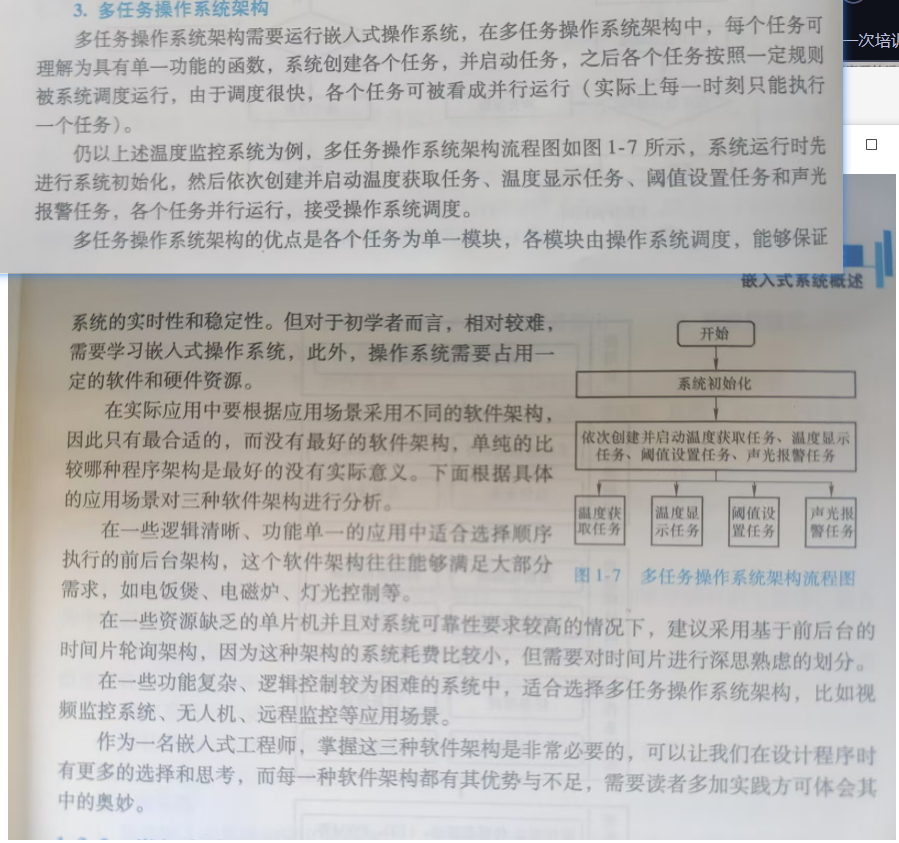 3. 多任务操作系统架构
多任务操作系统架构需要运行嵌入式操作系统，在多任务操作系统架构中，每个任务可
理解为具有单一功能的函数，系统创建各个任务，并启动任务，之后各个任务按照一定规则
被系统调度运行，由于调度很快，各个任务可被看成并行运行（实际上每一时刻只能执行
一个任务）。
仍以上述温度监控系统为例，多任务操作系统架构流程图如图 1-7 所示，系统运行时先
进行系统初始化，然后依次创建并启动温度获取任务、温度显示任务、阈值设置任务和声光
报警任务，各个任务并行运行，接受操作系统调度。
多任务操作系统架构的优点是各个任务为单一模块，各模块由操作系统调度，能够保证
一次培训
嵌入式系统概述
系统的实时性和稳定性。但对于初学者而言，相对较难，
需要学习嵌入式操作系统，此外，操作系统需要占用一
定的软件和硬件资源。
在实际应用中要根据应用场景采用不同的软件架构，
因此只有最合适的，而没有最好的软件架构，单纯的比
较哪种程序架构是最好的没有实际意义。下面根据具体
的应用场景对三种软件架构进行分析。
在一些逻辑清晰、功能单一的应用中适合选择顺序
执行的前后台架构，这个软件架构往往能够满足大部分
需求，如电饭煲、电磁炉、灯光控制等。
开始
系统初始化
依次创建并启动温度获取任务、温度显示
任务、阈值设置任务、声光报警任务
温度获
取任务
温度显
示任务
阈值设
置任务
声光报
警任务
图 1-7 多任务操作系统架构流程图
在一些资源缺乏的单片机并且对系统可靠性要求较高的情况下，建议采用基于前后台的
时间片轮询架构，因为这种架构的系统耗费比较小，但需要对时间片进行深思熟虑的划分。
在一些功能复杂、逻辑控制较为困难的系统中，适合选择多任务操作系统架构，比如视
频监控系统、无人机、远程监控等应用场景。
作为一名嵌入式工程师，掌握这三种软件架构是非常必要的，可以让我们在设计程序时
有更多的选择和思考，而每一种软件架构都有其优势与不足，需要读者多加实践方可体会其
中的奥妙。